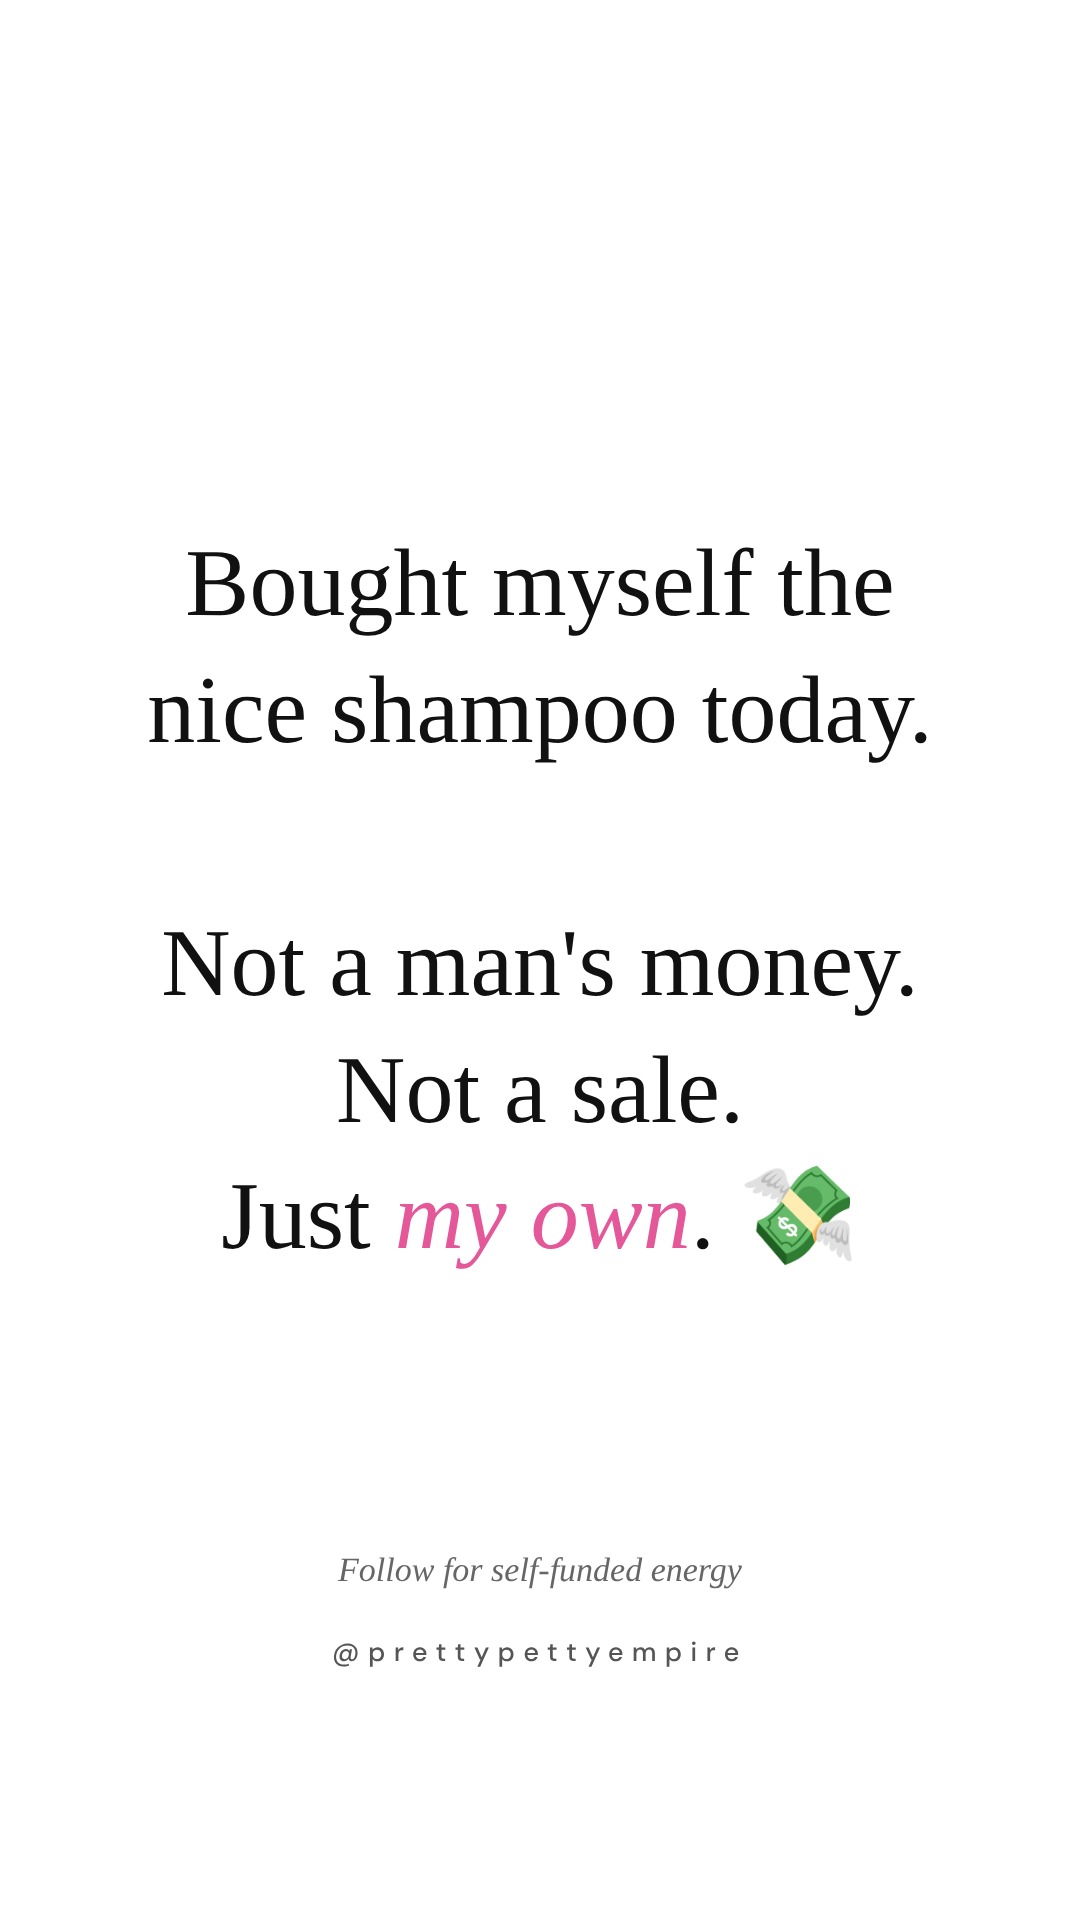 Bought myself the
nice shampoo today.
Not a man's money.
Not a sale.
Just my own. 💸
Follow for self-funded energy
@prettypettyempire